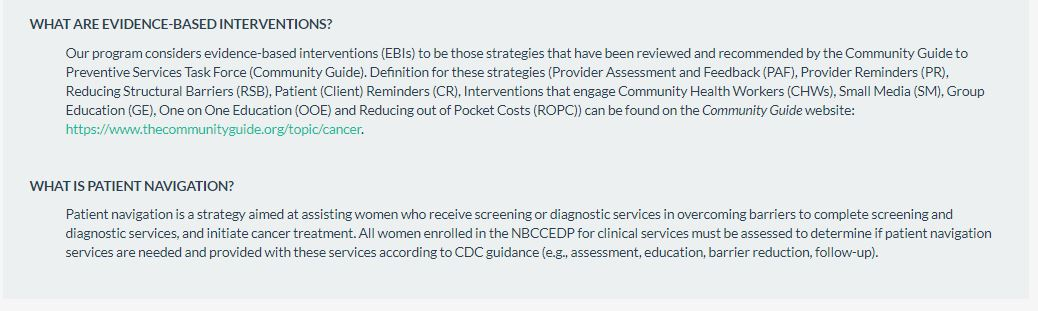 WHAT ARE EVIDENCE-BASED INTERVENTIONS?
Our program considers evidence-based interventions (EBIs) to be those strategies that have been reviewed and recommended by the Community Guide to
Preventive Services Task Force (Community Guide). Definition for these strategies (Provider Assessment and Feedback (PAF), Provider Reminders (PR),
Reducing Structural Barriers (RSB), Patient (Client) Reminders (CR), Interventions that engage Community Health Workers (CHWs), Small Media (SM), Group
Education (GE), One on One Education (OOE) and Reducing out of Pocket Costs (ROPC)) can be found on the Community Guide website:
https://www.thecommunityguide.org/topic/cancer.
WHAT IS PATIENT NAVIGATION?
Patient navigation is a strategy aimed at assisting women who receive screening or diagnostic services in overcoming barriers to complete screening and
diagnostic services, and initiate cancer treatment. All women enrolled in the NBCCEDP for clinical services must be assessed to determine if patient navigation
services are needed and provided with these services according to CDC guidance (e.g., assessment, education, barrier reduction, follow-up).